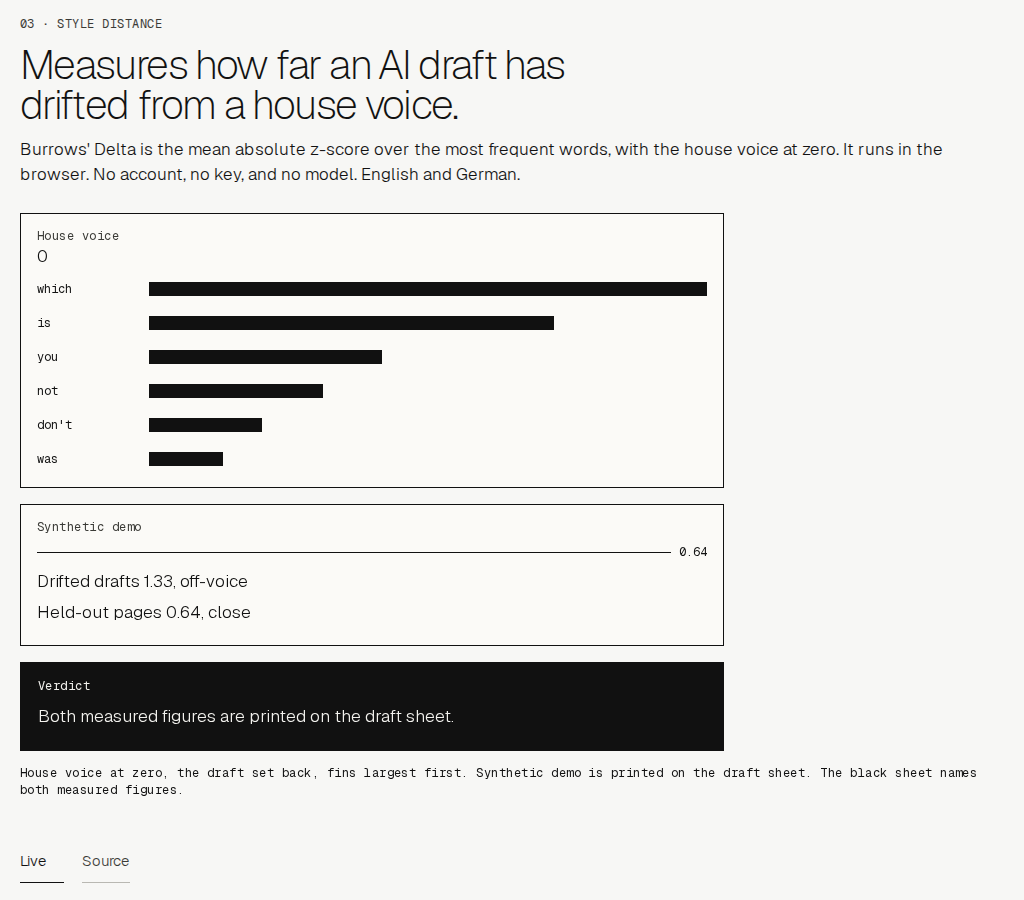 03 · STYLE DISTANCE
Measures how far an AI draft has
drifted from a house voice.
Burrows' Delta is the mean absolute z-score over the most frequent words, with the house voice at zero. It runs in the
browser. No account, no key, and no model. English and German.
House voice
0
which
is
you
not
don't
was
Synthetic demo
0.64
Drifted drafts 1.33, off-voice
Held-out pages 0.64, close
Verdict
Both measured figures are printed on the draft sheet.
House voice at zero, the draft set back, fins largest first. Synthetic demo is printed on the draft sheet. The black sheet names
both measured figures.
Live
Source